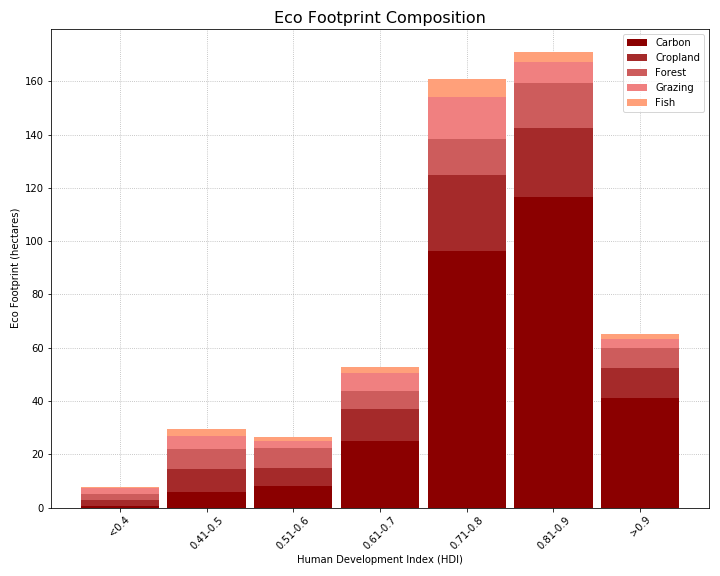 Eco Footprint Composition
Carbon
Cropland
Forest
Grazing
Fish
Eco Footprint (hectares)
160
140
120
100
80
60
40
20
0
<0.4
0.41-0.5
0.51-0.6
0.61-0.7
0.71-0.8
0.81-0.9
>0.9
Human Development Index (HDI)